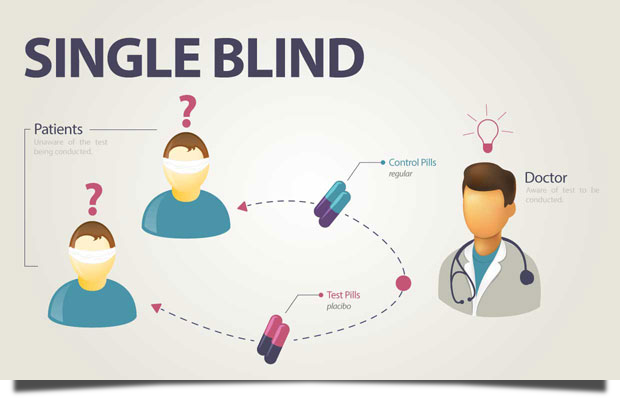 SINGLE BLIND
?
Patients
Unaware of the test
being conducted.
?
Control Pills
regular
Doctor
Aware of test to be
conducted.
Test Pills
placibo